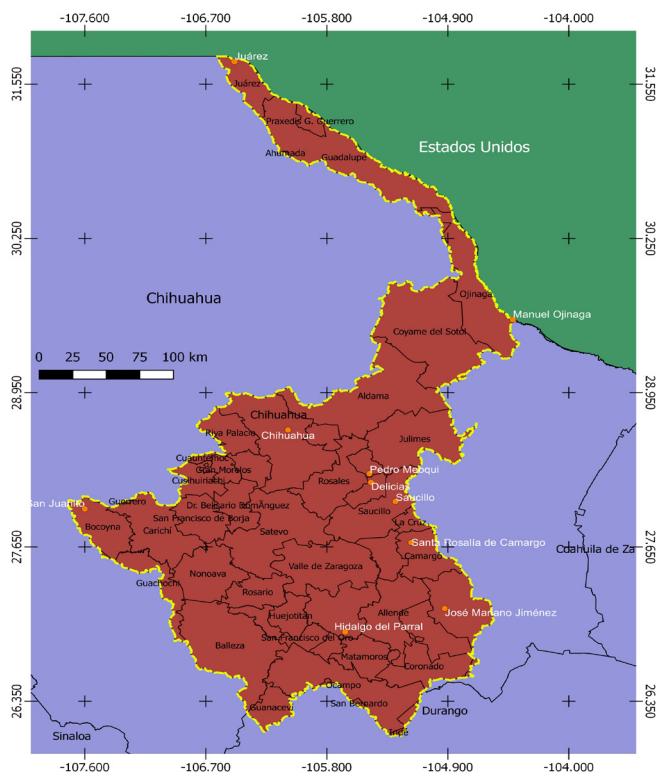 -107.600 -106.700 -105.800 -104.900 -104.000
31.550 31.550
Juárez
Juárez
Praxedis G. Guerrero
Ahumada Guadalupe
Estados Unidos
30.250 30.250
Chihuahua
Ojinaga
Manuel Ojinaga
Coyame del Sotol
0 25 50 75 100 km
28.950 28.950
Aldama
Chihuahua
Riva Palacio
Chihuahua
Julimes
Cuauhtémoc
Gran Morelos
Pedro Meoqui
Cusihuiriachi
Rosales
Delicias
San Juanito
Guerrero
Saucillo
Dr. Belisario DomÃ­nguez
Saucillo
San Francisco de Borja
La Cruz
Bocoyna
Carichí
Satevo
Santa Rosalía de Camargo
27.650 27.650
Coahuila de Za
Camargo
Valle de Zaragoza
Nonoava
Guachochi
Rosario
Allende
José Mariano Jiménez
Huejotitán
Hidalgo del Parral
San Francisco del Oro
Balleza
Matamoros
Coronado
Ocampo
26.350 26.350
San Bernardo
Guanaceví
Durango
Indé
Sinaloa
-107.600 -106.700 -105.800 -104.900 -104.000